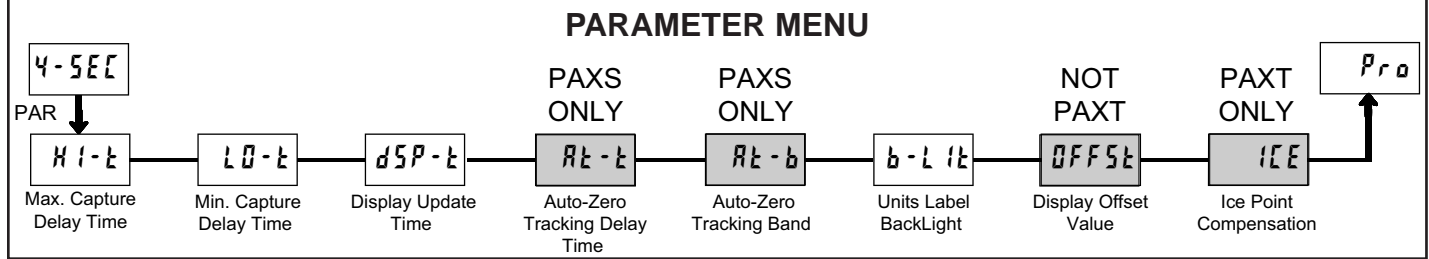 PARAMETER MENU
4-SEC
PAR
PAXS ONLY
PAXS ONLY
NOT PAXT
PAXT ONLY
Pro
HI-t
LO-t
dSP-t
At-t
At-b
b-LIt
OFFSt
ICE
Max. Capture
Delay Time
Min. Capture
Delay Time
Display Update
Time
Auto-Zero
Tracking Delay
Time
Auto-Zero
Tracking Band
Units Label
BackLight
Display Offset
Value
Ice Point
Compensation